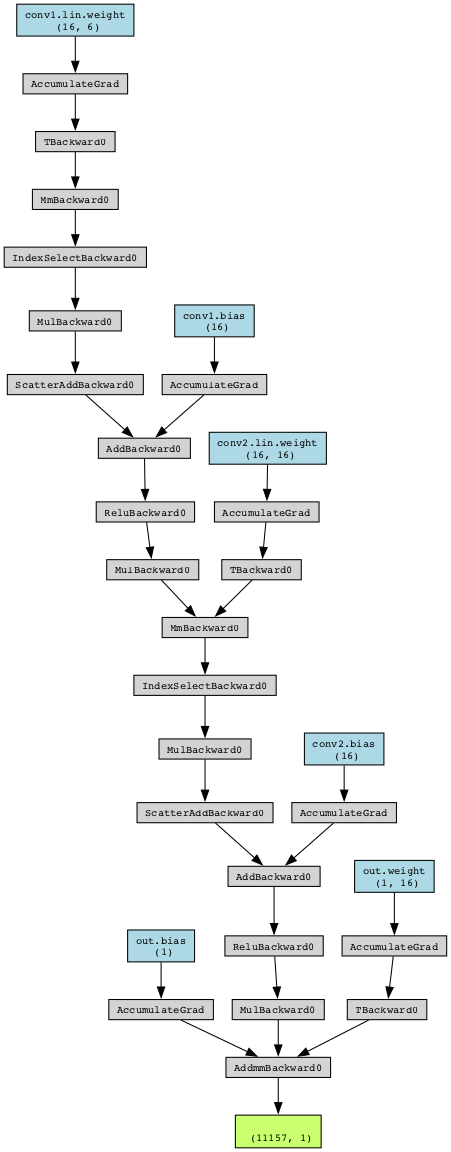 conv1.lin.weight
(16, 6)
AccumulateGrad
TBackward0
MmBackward0
IndexSelectBackward0
MulBackward0
conv1.bias
(16)
ScatterAddBackward0
AccumulateGrad
AddBackward0
conv2.lin.weight
(16, 16)
ReluBackward0
AccumulateGrad
MulBackward0
TBackward0
MmBackward0
IndexSelectBackward0
MulBackward0
conv2.bias
(16)
ScatterAddBackward0
AccumulateGrad
AddBackward0
out.weight
(1, 16)
out.bias
(1)
ReluBackward0
AccumulateGrad
AccumulateGrad
MulBackward0
TBackward0
AddmmBackward0
(11157, 1)